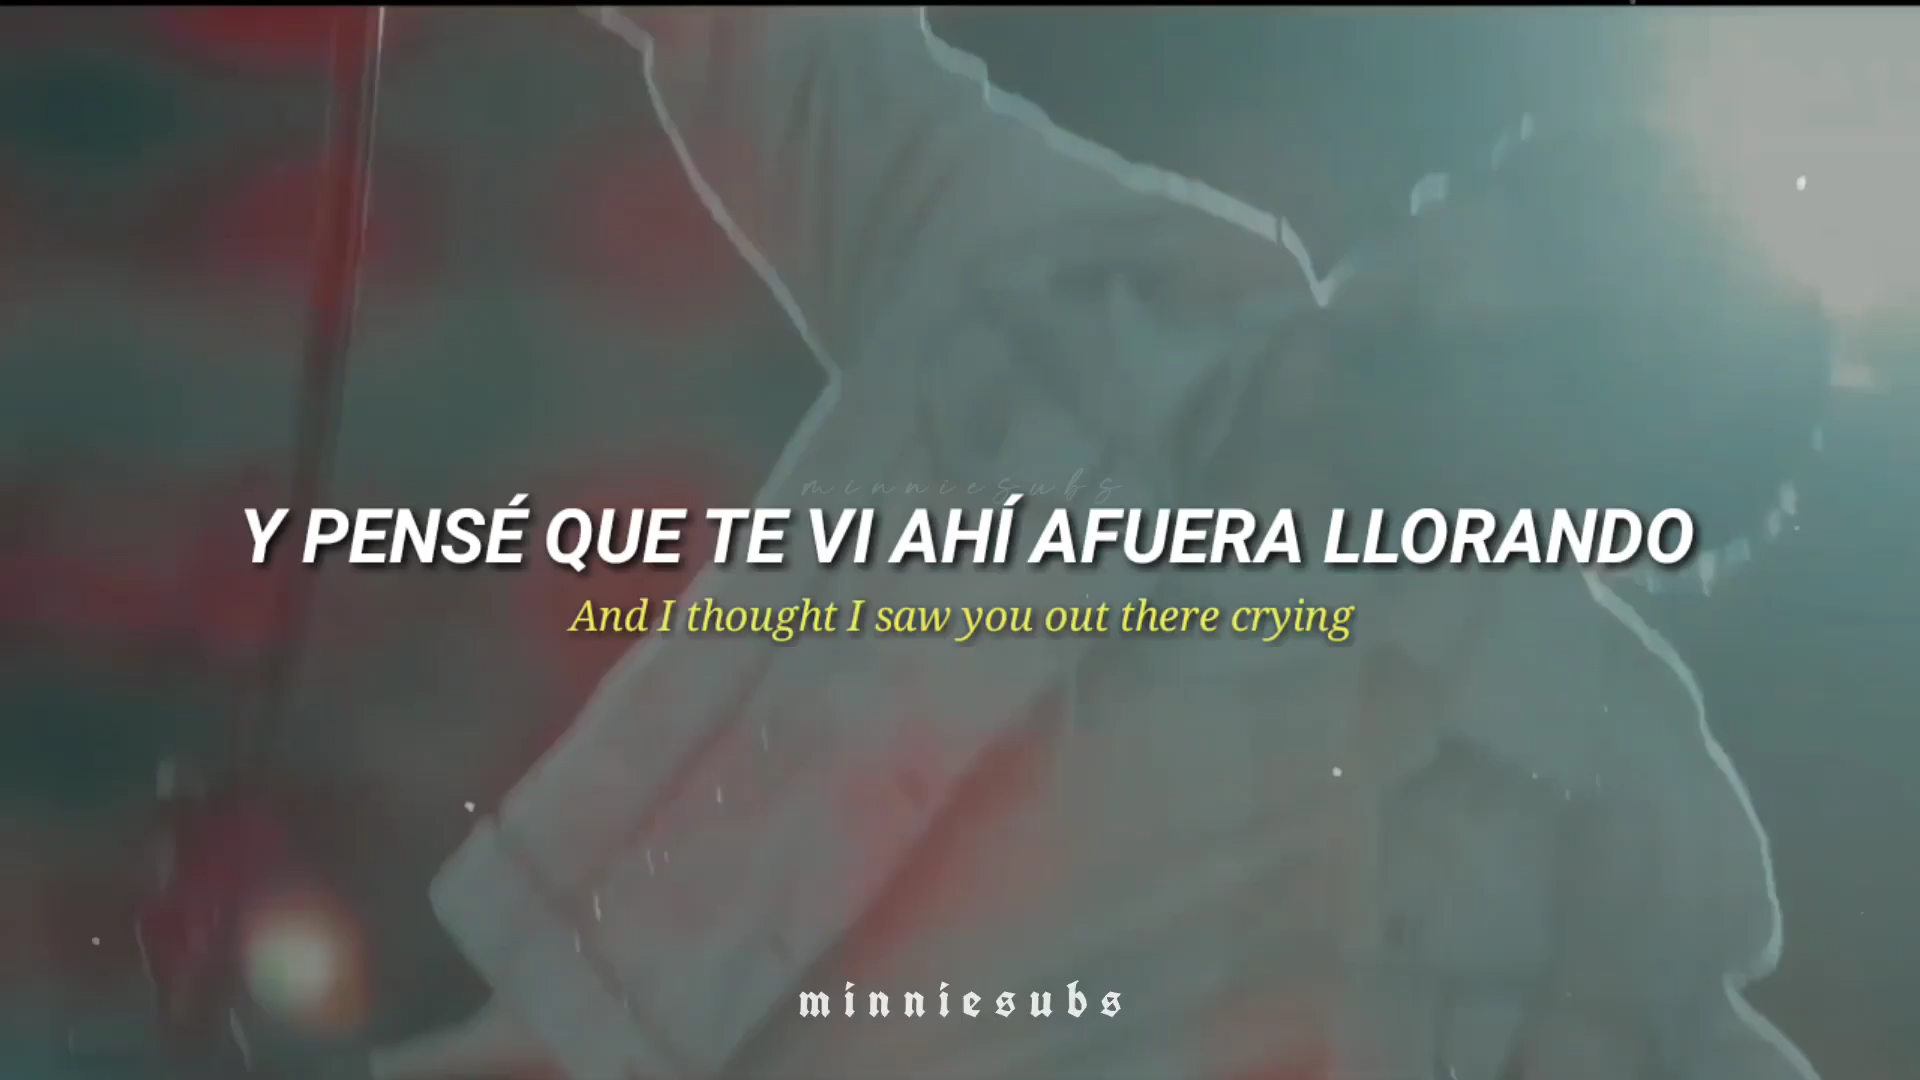 minniesubs
Y PENSÉ QUE TE VI AHÍ AFUERA LLORANDO
And I thought I saw you out there crying
minniesubs